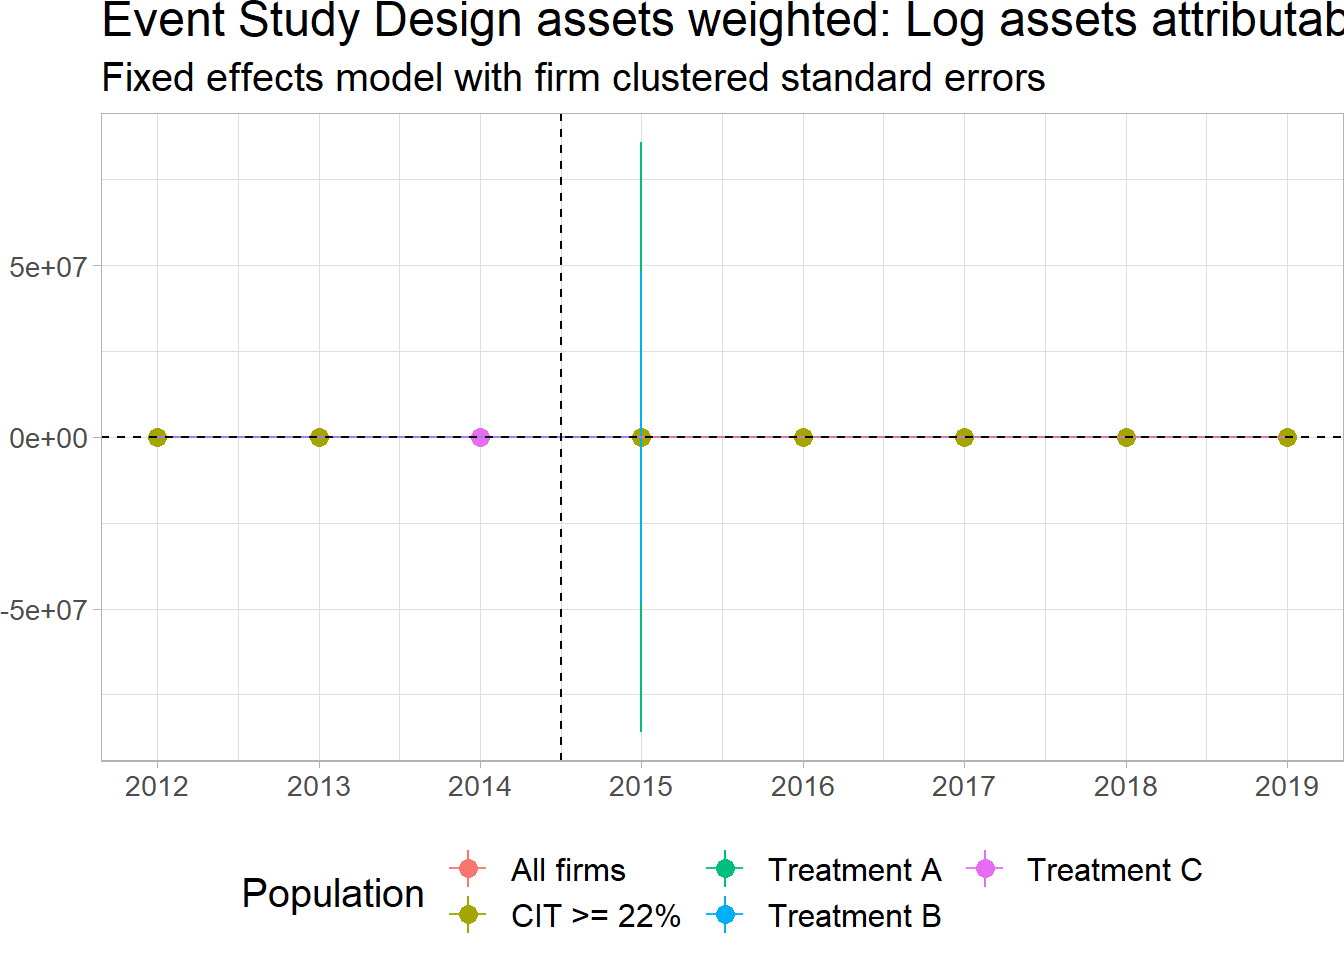 Event Study Design assets weighted: Log assets attributab
Fixed effects model with firm clustered standard errors
5e+07
0e+00
-5e+07
2012 2013 2014 2015 2016 2017 2018 2019
Population
All firms Treatment A Treatment C
CIT >= 22% Treatment B